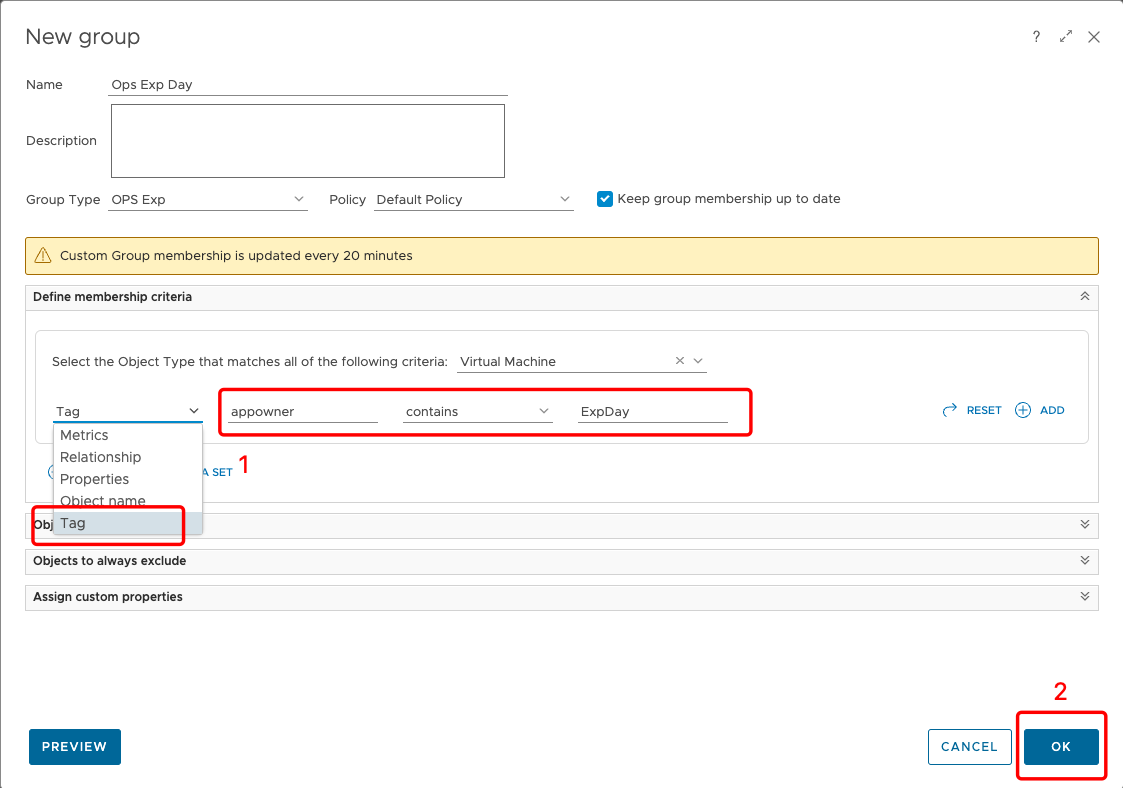 New group
?
Name Ops Exp Day
Description
Group Type OPS Exp Policy Default Policy Keep group membership up to date
Custom Group membership is updated every 20 minutes
Define membership criteria
Select the Object Type that matches all of the following criteria: Virtual Machine
Tag appowner contains ExpDay RESET ADD
Metrics
Relationship
Properties
Object name
Tag
A SET 1
Obj
Objects to always exclude
Assign custom properties
2
PREVIEW CANCEL OK